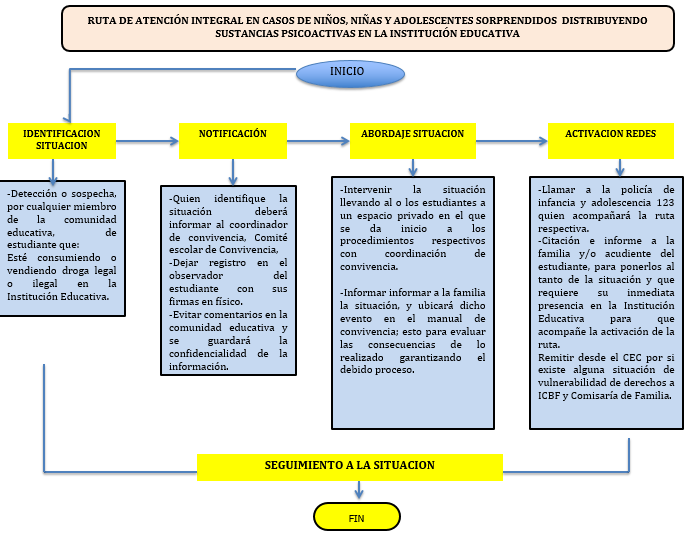 RUTA DE ATENCIÓN INTEGRAL EN CASOS DE NIÑOS, NIÑAS Y ADOLESCENTES SORPRENDIDOS DISTRIBUYENDO
SUSTANCIAS PSICOACTIVAS EN LA INSTITUCIÓN EDUCATIVA
INICIO
IDENTIFICACION
SITUACION
NOTIFICACIÓN
ABORDAJE SITUACION
ACTIVACION REDES
-Detección o sospecha,
por cualquier miembro
de la comunidad
educativa, de
estudiante que:
Esté consumiendo o
vendiendo droga legal
o ilegal en la
Institución Educativa.
-Quien identifique la
situación deberá
informar al coordinador
de convivencia, Comité
escolar de Convivencia,
-Dejar registro en el
observador del
estudiante con sus
firmas en físico.
-Evitar comentarios en la
comunidad educativa y
se guardará la
confidencialidad de la
información.
-Intervenir la situación
llevando al o los estudiantes a
un espacio privado en el que
se da inicio a los
procedimientos respectivos
con coordinación de
convivencia.
-Informar informar a la familia
la situación, y ubicará dicho
evento en el manual de
convivencia; esto para evaluar
las consecuencias de lo
realizado garantizando el
debido proceso.
-Llamar a la policía de
infancia y adolescencia 123
quien acompañará la ruta
respectiva.
-Citación e informe a la
familia y/o acudiente del
estudiante, para ponerlos al
tanto de la situación y que
requiere su inmediata
presencia en la Institución
Educativa para que
acompañe la activación de la
ruta.
Remitir desde el CEC por si
existe alguna situación de
vulnerabilidad de derechos a
ICBF y Comisaría de Familia.
SEGUIMIENTO A LA SITUACION
FIN